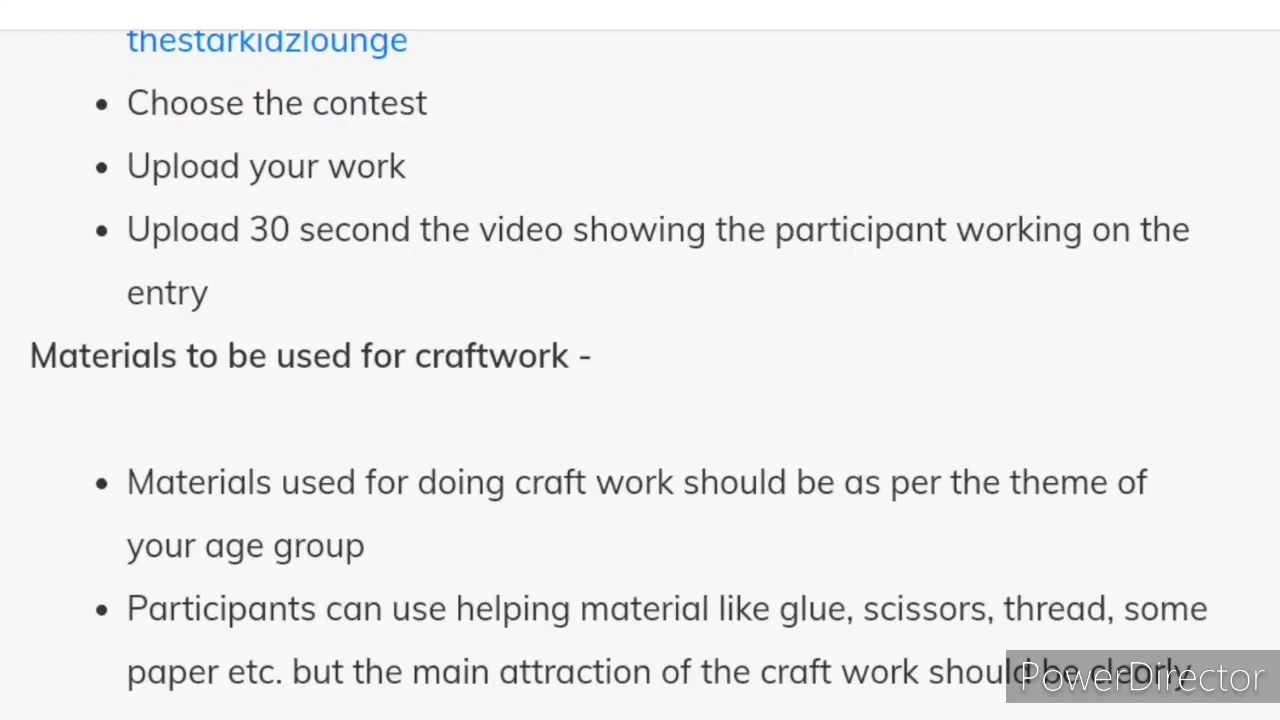 thestarkidzlounge
• Choose the contest
• Upload your work
• Upload 30 second the video showing the participant working on the
entry
Materials to be used for craftwork -
• Materials used for doing craft work should be as per the theme of
your age group
• Participants can use helping material like glue, scissors, thread, some
paper etc. but the main attraction of the craft work should be clearly
PowerDirector